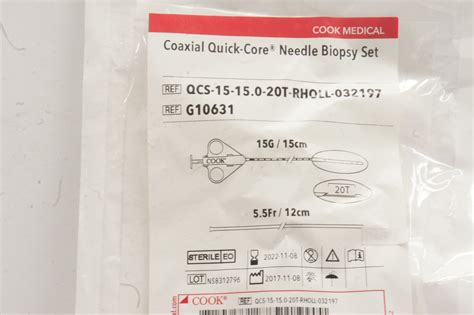 COOK MEDICAL
Coaxial Quick-Core® Needle Biopsy Set
REF QCS-15-15.0-20T-RHOLL-032197
REF G10631
15G / 15cm
COOK
20T
5.5Fr / 12cm
STERILE EO 2022-11-08
LOT NS8312796 2017-11-08
al.com COOK® REF QCS-15-15.0-20T-RHOLL-032197